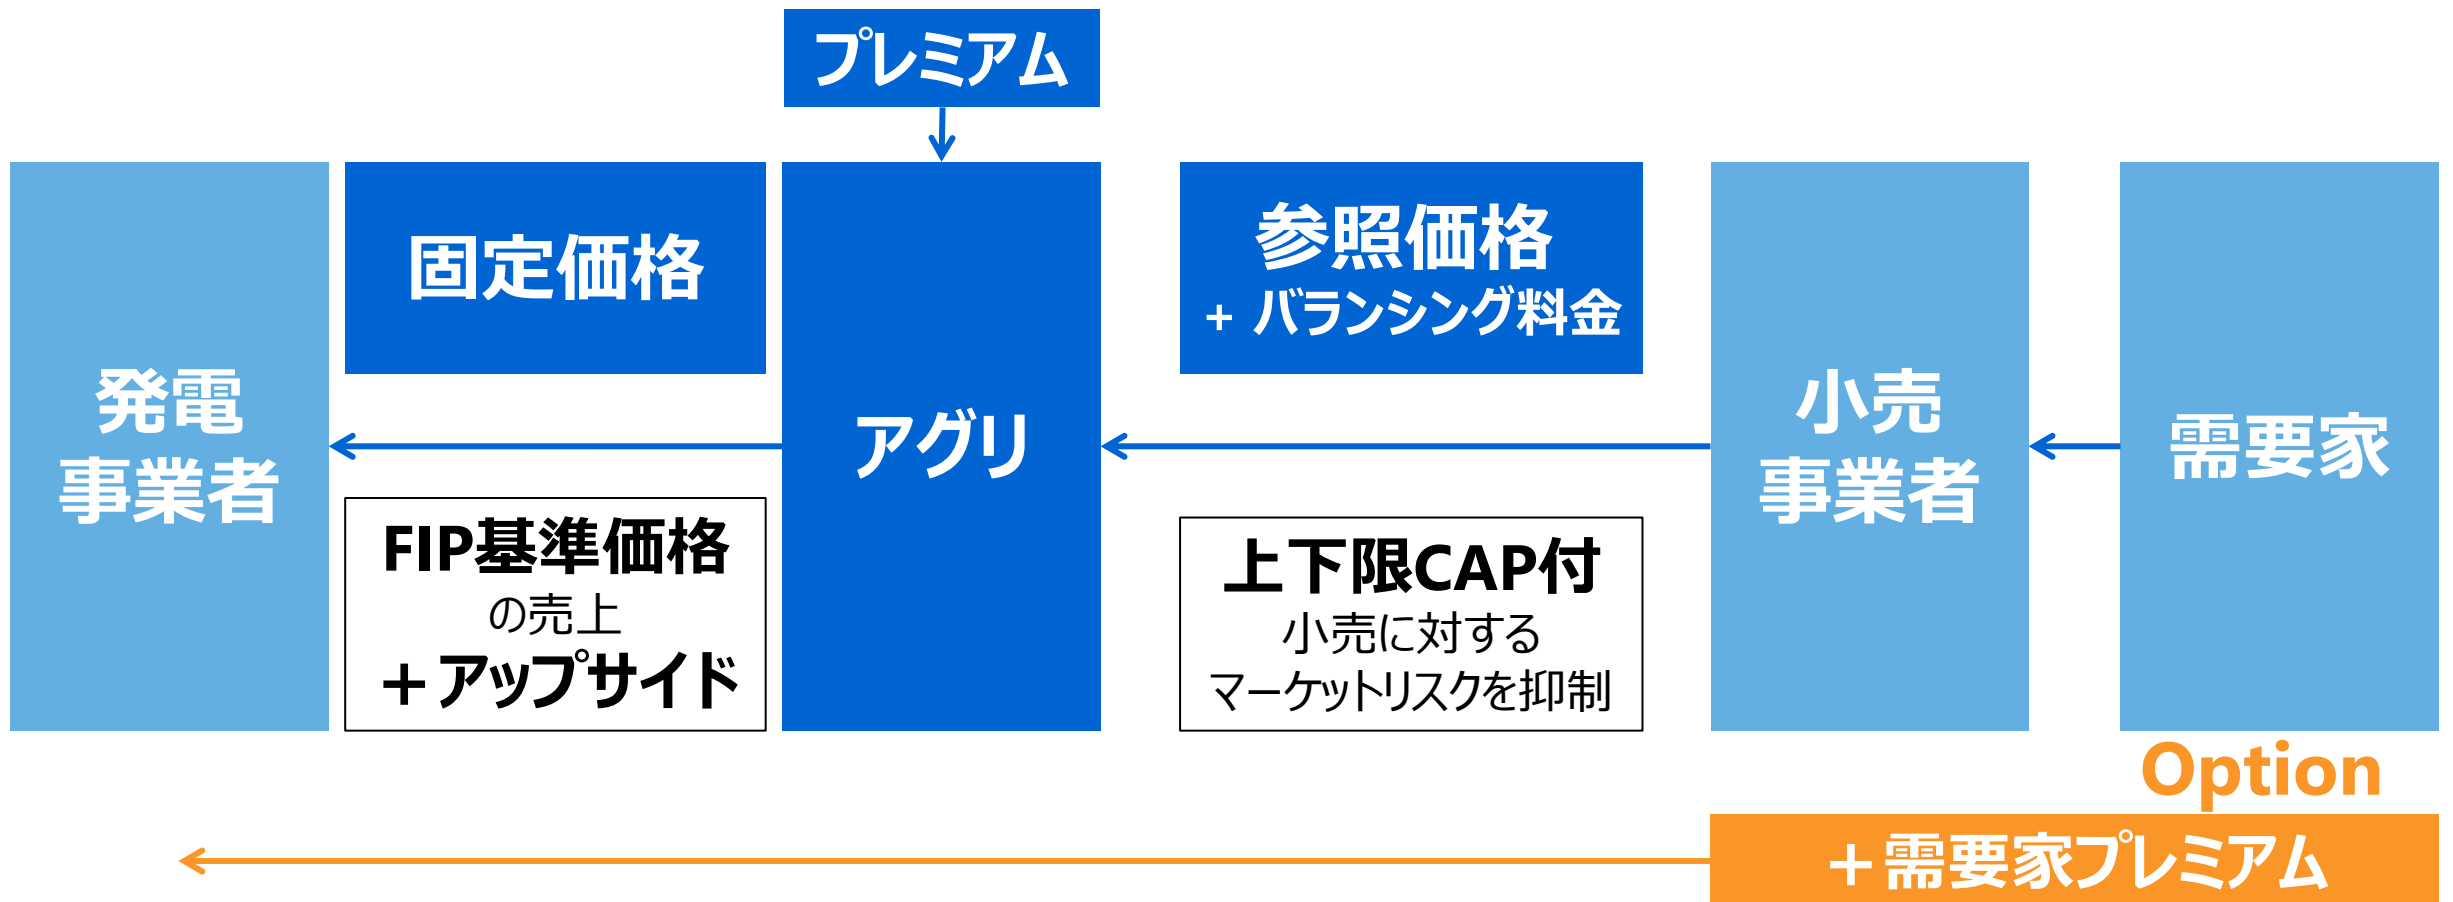 プレミアム
発電
事業者
固定価格
FIP基準価格
の売上
+アップサイド
アグリ
参照価格
+ バランシング料金
上下限CAP付
小売に対する
マーケットリスクを抑制
小売
事業者
需要家
Option
+需要家プレミアム